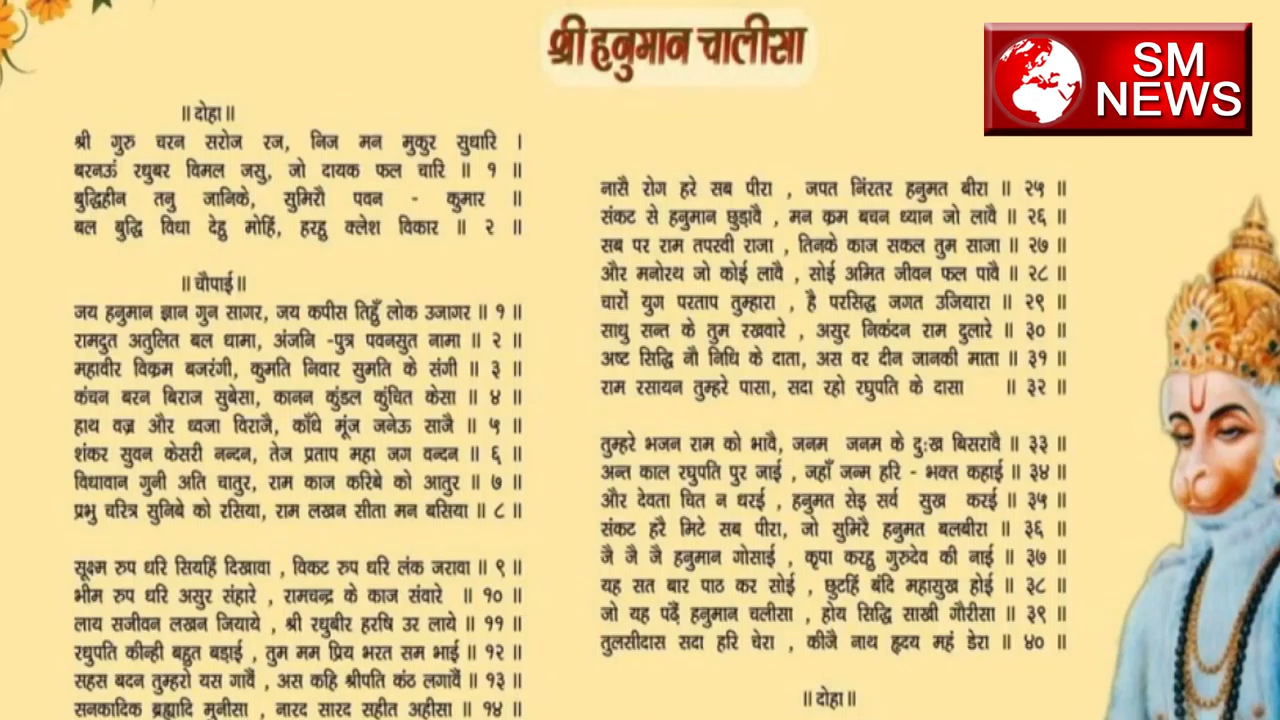 श्री हनुमान चालीसा
SM
NEWS
॥ दोहा ॥
श्री गुरु चरन सरोज रज, निज मन मुकुर सुधारि ।
बरनऊं रधुबर विमल जसु, जो दायक फल चारि ॥ १ ॥
बुद्धिहीन तनु जानिके, सुमिरौ पवन - कुमार ॥
बल बुद्धि विधा देहु मोहिं, हरहु क्लेश विकार ॥ २ ॥
॥ चौपाई ॥
जय हनुमान ज्ञान गुन सागर, जय कपीस तिहुँ लोक उजागर ॥ १ ॥
रामदुत अतुलित बल धामा, अंजनि -पुत्र पवनसुत नामा ॥ २ ॥
महावीर विक्रम बजरंगी, कुमति निवार सुमति के संगी ॥ ३ ॥
कंचन बरन बिराज सुबेसा, कानन कुंडल कुंचित केसा ॥ ४ ॥
हाथ वज्र और ध्वजा विराजै, काँधे मूंज जनेऊ साजै ॥ ५ ॥
शंकर सुवन केसरी नन्दन, तेज प्रताप महा जग वन्दन ॥ ६ ॥
विधावान गुनी अति चातुर, राम काज करिबे को आतुर ॥ ७ ॥
प्रभु चरित्र सुनिबे को रसिया, राम लखन सीता मन बसिया ॥ ८ ॥
सूक्ष्म रुप धरि सियहिं दिखावा , विकट रुप धरि लंक जरावा ॥ ९ ॥
भीम रुप धरि असुर संहारे , रामचन्द्र के काज संवारे ॥ १० ॥
लाय सजीवन लखन जियाये , श्री रधुबीर हरषि उर लाये ॥ ११ ॥
रधुपति कीन्ही बहुत बड़ाई , तुम मम प्रिय भरत सम भाई ॥ १२ ॥
सहस बदन तुम्हरो यस गावैं , अस कहि श्रीपति कंठ लगावैं ॥ १३ ॥
सनकादिक ब्रह्मादि मुनीसा , नारद सारद सहीत अहीसा ॥ १४ ॥
नासै रोग हरे सब पीरा , जपत निंरतर हनुमत बीरा ॥ २५ ॥
संकट से हनुमान छुड़ावै , मन क्रम बचन ध्यान जो लावै ॥ २६ ॥
सब पर राम तपस्वी राजा , तिनके काज सकल तुम साजा ॥ २७ ॥
और मनोरथ जो कोई लावै , सोई अमित जीवन फल पावै ॥ २८ ॥
चारों युग परताप तुम्हारा , है परसिद्ध जगत उजियारा ॥ २९ ॥
साधु सन्त के तुम रखवारे , असुर निकंदन राम दुलारे ॥ ३० ॥
अष्ट सिद्धि नौ निधि के दाता, अस वर दीन जानकी माता ॥ ३१ ॥
राम रसायन तुम्हरे पासा, सदा रहो रघुपति के दासा ॥ ३२ ॥
तुम्हरे भजन राम को भावै, जनम जनम के दुःख बिसरावै ॥ ३३ ॥
अन्त काल रघुपति पुर जाई , जहाँ जन्म हरि - भक्त कहाई ॥ ३४ ॥
और देवता चित न धरई , हनुमत सेइ सर्व सुख करई ॥ ३५ ॥
संकट हरै मिटे सब पीरा, जो सुमिरै हनुमत बलबीरा ॥ ३६ ॥
जै जै जै हनुमान गोसाई , कृपा करहु गुरुदेव की नाई ॥ ३७ ॥
यह सत बार पाठ कर सोई , छुटहिं बंदि महासुख होई ॥ ३८ ॥
जो यह पढ़ैं हनुमान चलीसा , होय सिद्धि साखी गौरीसा ॥ ३९ ॥
तुलसीदास सदा हरि चेरा , कीजै नाथ हृदय महं डेरा ॥ ४० ॥
॥ दोहा ॥